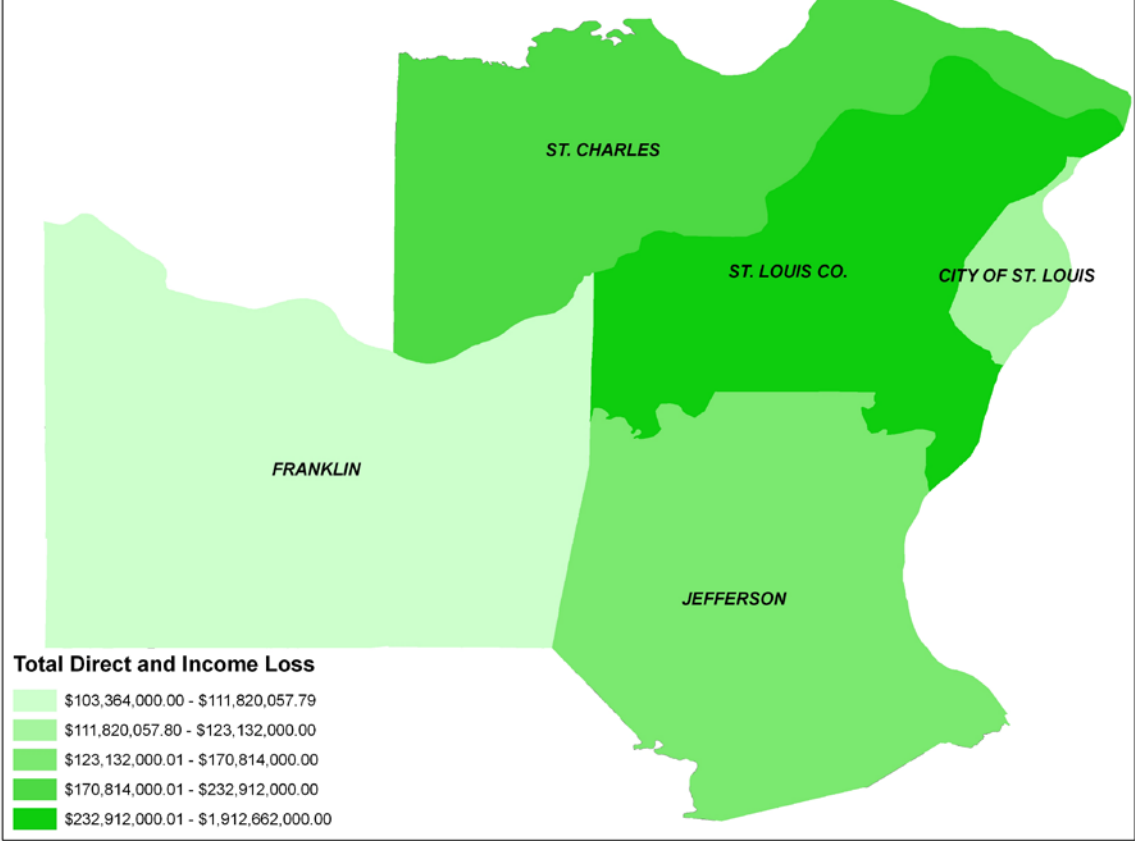 ST. CHARLES
ST. LOUIS CO.
CITY OF ST. LOUIS
FRANKLIN
JEFFERSON
Total Direct and Income Loss
$103,364,000.00 - $111,820,057.79
$111,820,057.80 - $123,132,000.00
$123,132,000.01 - $170,814,000.00
$170,814,000.01 - $232,912,000.00
$232,912,000.01 - $1,912,662,000.00